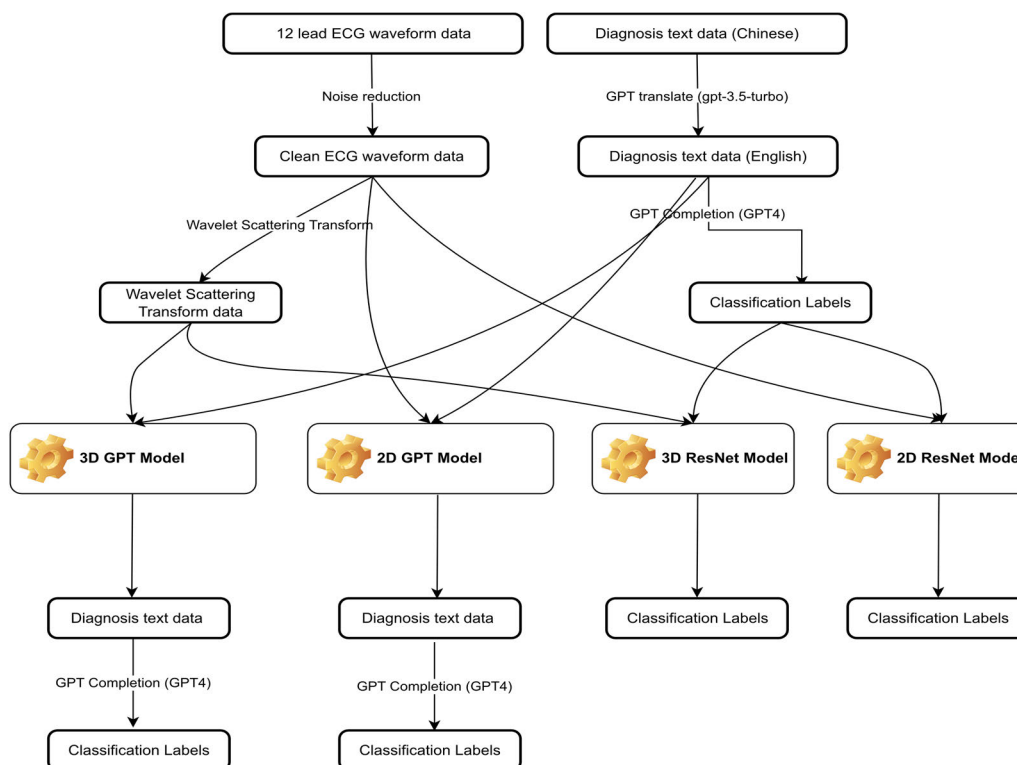 12 lead ECG waveform data
Diagnosis text data (Chinese)
Noise reduction
GPT translate (gpt-3.5-turbo)
Clean ECG waveform data
Diagnosis text data (English)
Wavelet Scattering Transform
GPT Completion (GPT4)
Wavelet Scattering
Transform data
Classification Labels
3D GPT Model
2D GPT Model
3D ResNet Model
2D ResNet Model
Diagnosis text data
Diagnosis text data
Classification Labels
Classification Labels
GPT Completion (GPT4)
GPT Completion (GPT4)
Classification Labels
Classification Labels